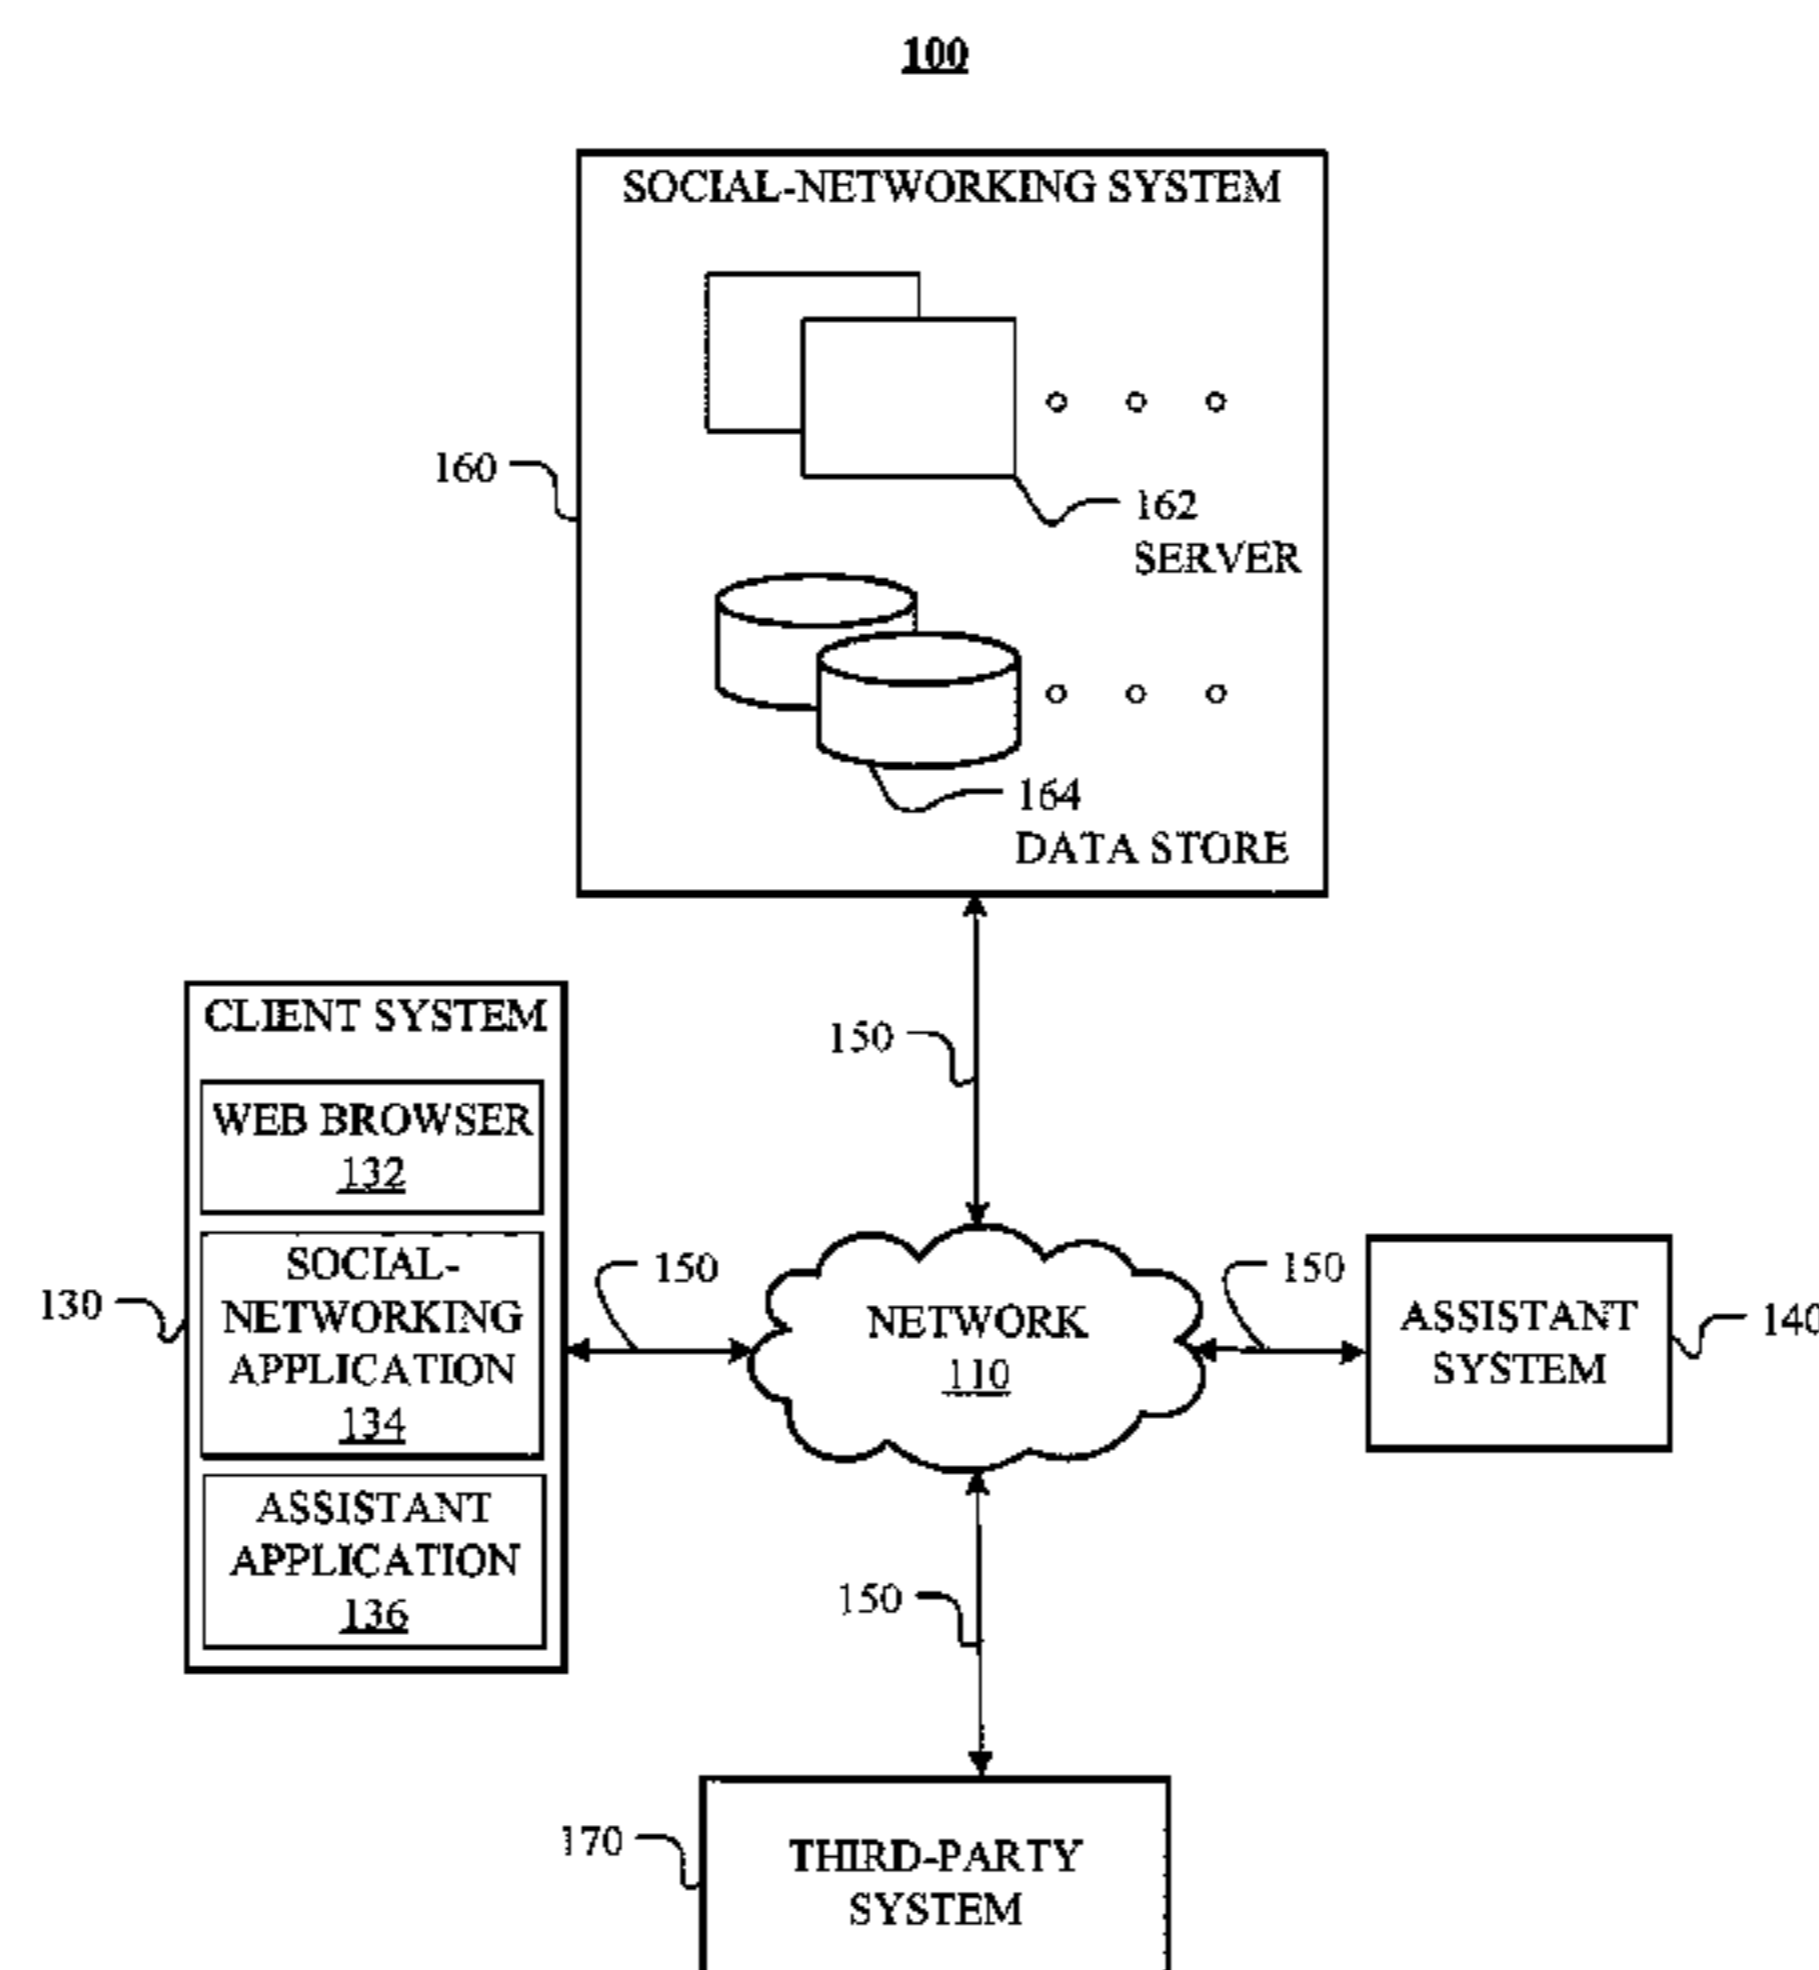 100
SOCIAL-NETWORKING SYSTEM
160
162
SERVER
164
DATA STORE
CLIENT SYSTEM
WEB BROWSER
132
SOCIAL-
NETWORKING
APPLICATION
134
ASSISTANT
APPLICATION
136
130
150
150
NETWORK
110
150
ASSISTANT
SYSTEM
140
150
170
THIRD-PARTY
SYSTEM